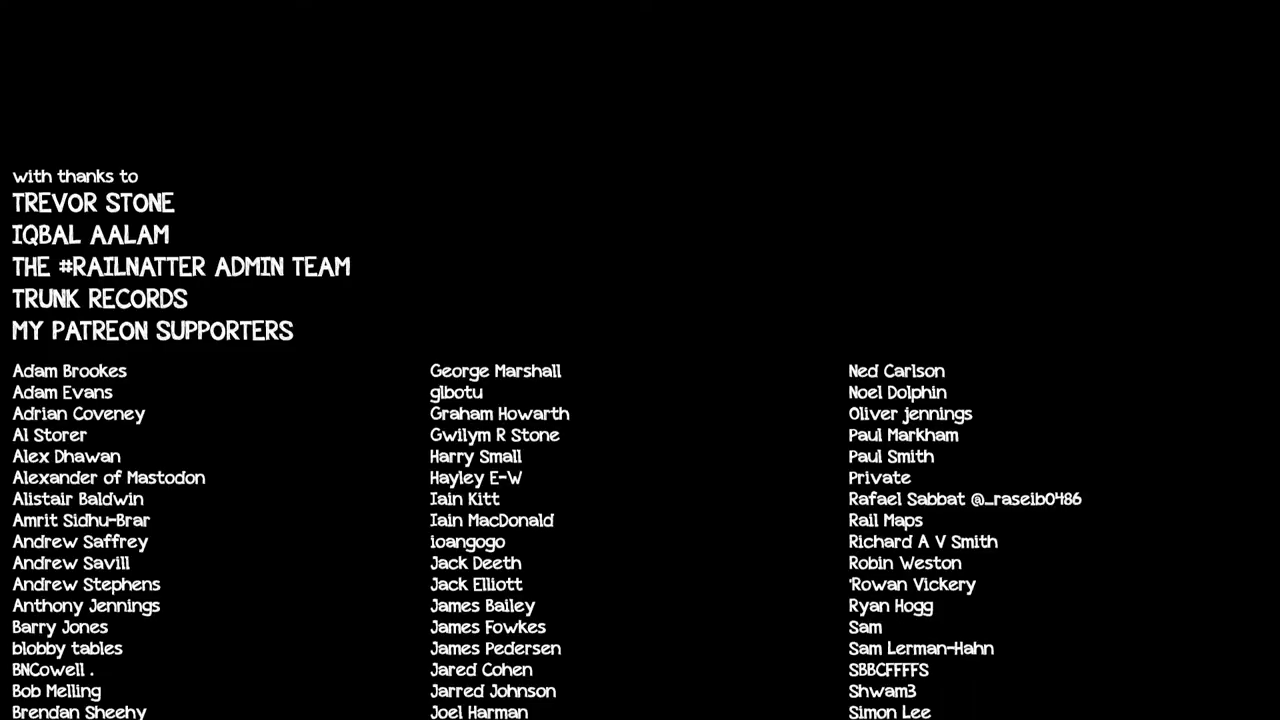 with thanks to
TREVOR STONE
IQBAL AALAM
THE #RAILNATTER ADMIN TEAM
TRUNK RECORDS
MY PATREON SUPPORTERS
Adam Brookes
Adam Evans
Adrian Coveney
Al Storer
Alex Dhawan
Alexander of Mastodon
Alistair Baldwin
Amrit Sidhu-Brar
Andrew Saffrey
Andrew Savill
Andrew Stephens
Anthony Jennings
Barry Jones
blobby tables
BNCowell .
Bob Melling
Brendan Sheehy
George Marshall
glbotu
Graham Howarth
Gwilym R Stone
Harry Small
Hayley E-W
Iain Kitt
Iain MacDonald
ioangogo
Jack Deeth
Jack Elliott
James Bailey
James Fowkes
James Pedersen
Jared Cohen
Jarred Johnson
Joel Harman
Ned Carlson
Noel Dolphin
Oliver jennings
Paul Markham
Paul Smith
Private
Rafael Sabbat @_raseib0486
Rail Maps
Richard A V Smith
Robin Weston
'Rowan Vickery
Ryan Hogg
Sam
Sam Lerman-Hahn
SBBCFFFFS
Shwam3
Simon Lee